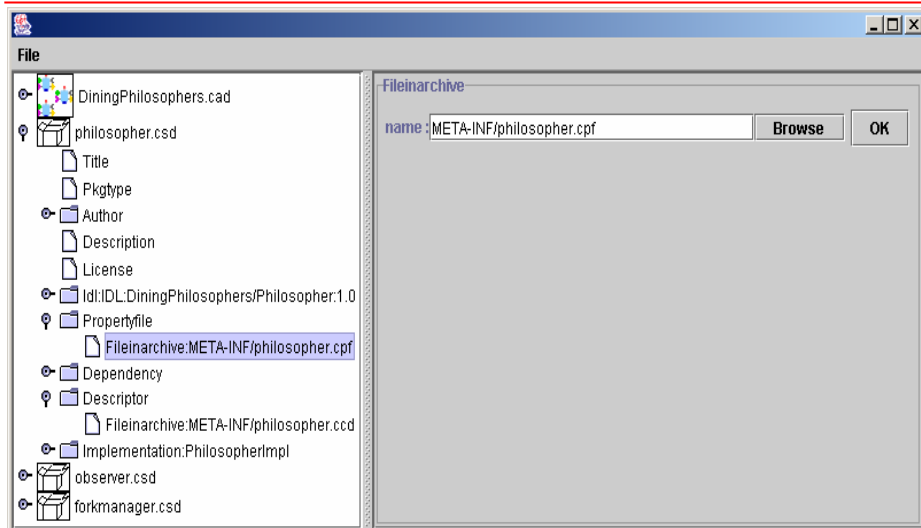 File
DiningPhilosophers.cad
philosopher.csd
Title
Pkgtype
Author
Description
License
Idl:IDL:DiningPhilosophers/Philosopher:1.0
Propertyfile
Fileinarchive:META-INF/philosopher.cpf
Dependency
Descriptor
Fileinarchive:META-INF/philosopher.ccd
Implementation:PhilosopherImpl
observer.csd
forkmanager.csd
Fileinarchive
name: META-INF/philosopher.cpf Browse OK